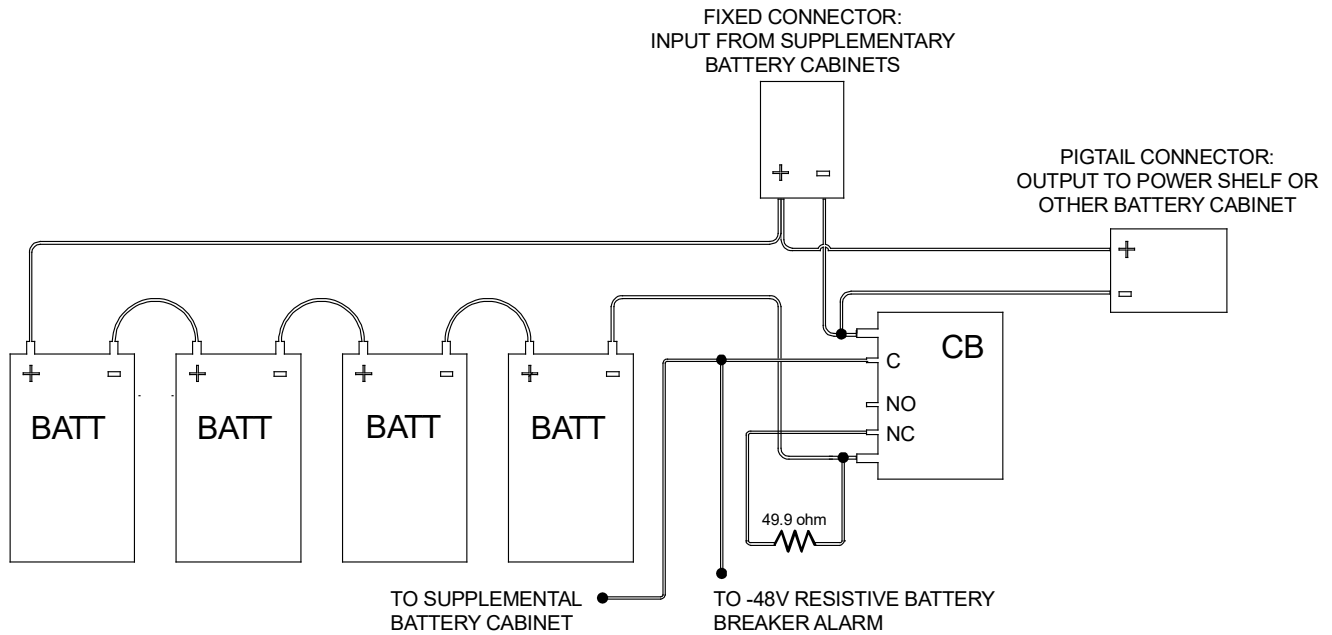 FIXED CONNECTOR:
INPUT FROM SUPPLEMENTARY
BATTERY CABINETS
+ -
PIGTAIL CONNECTOR:
OUTPUT TO POWER SHELF OR
OTHER BATTERY CABINET
+
-
CB
C
NO
NC
+ -
BATT
+ -
BATT
+ -
BATT
+ -
BATT
49.9 ohm
TO SUPPLEMENTAL
BATTERY CABINET
TO -48V RESISTIVE BATTERY
BREAKER ALARM